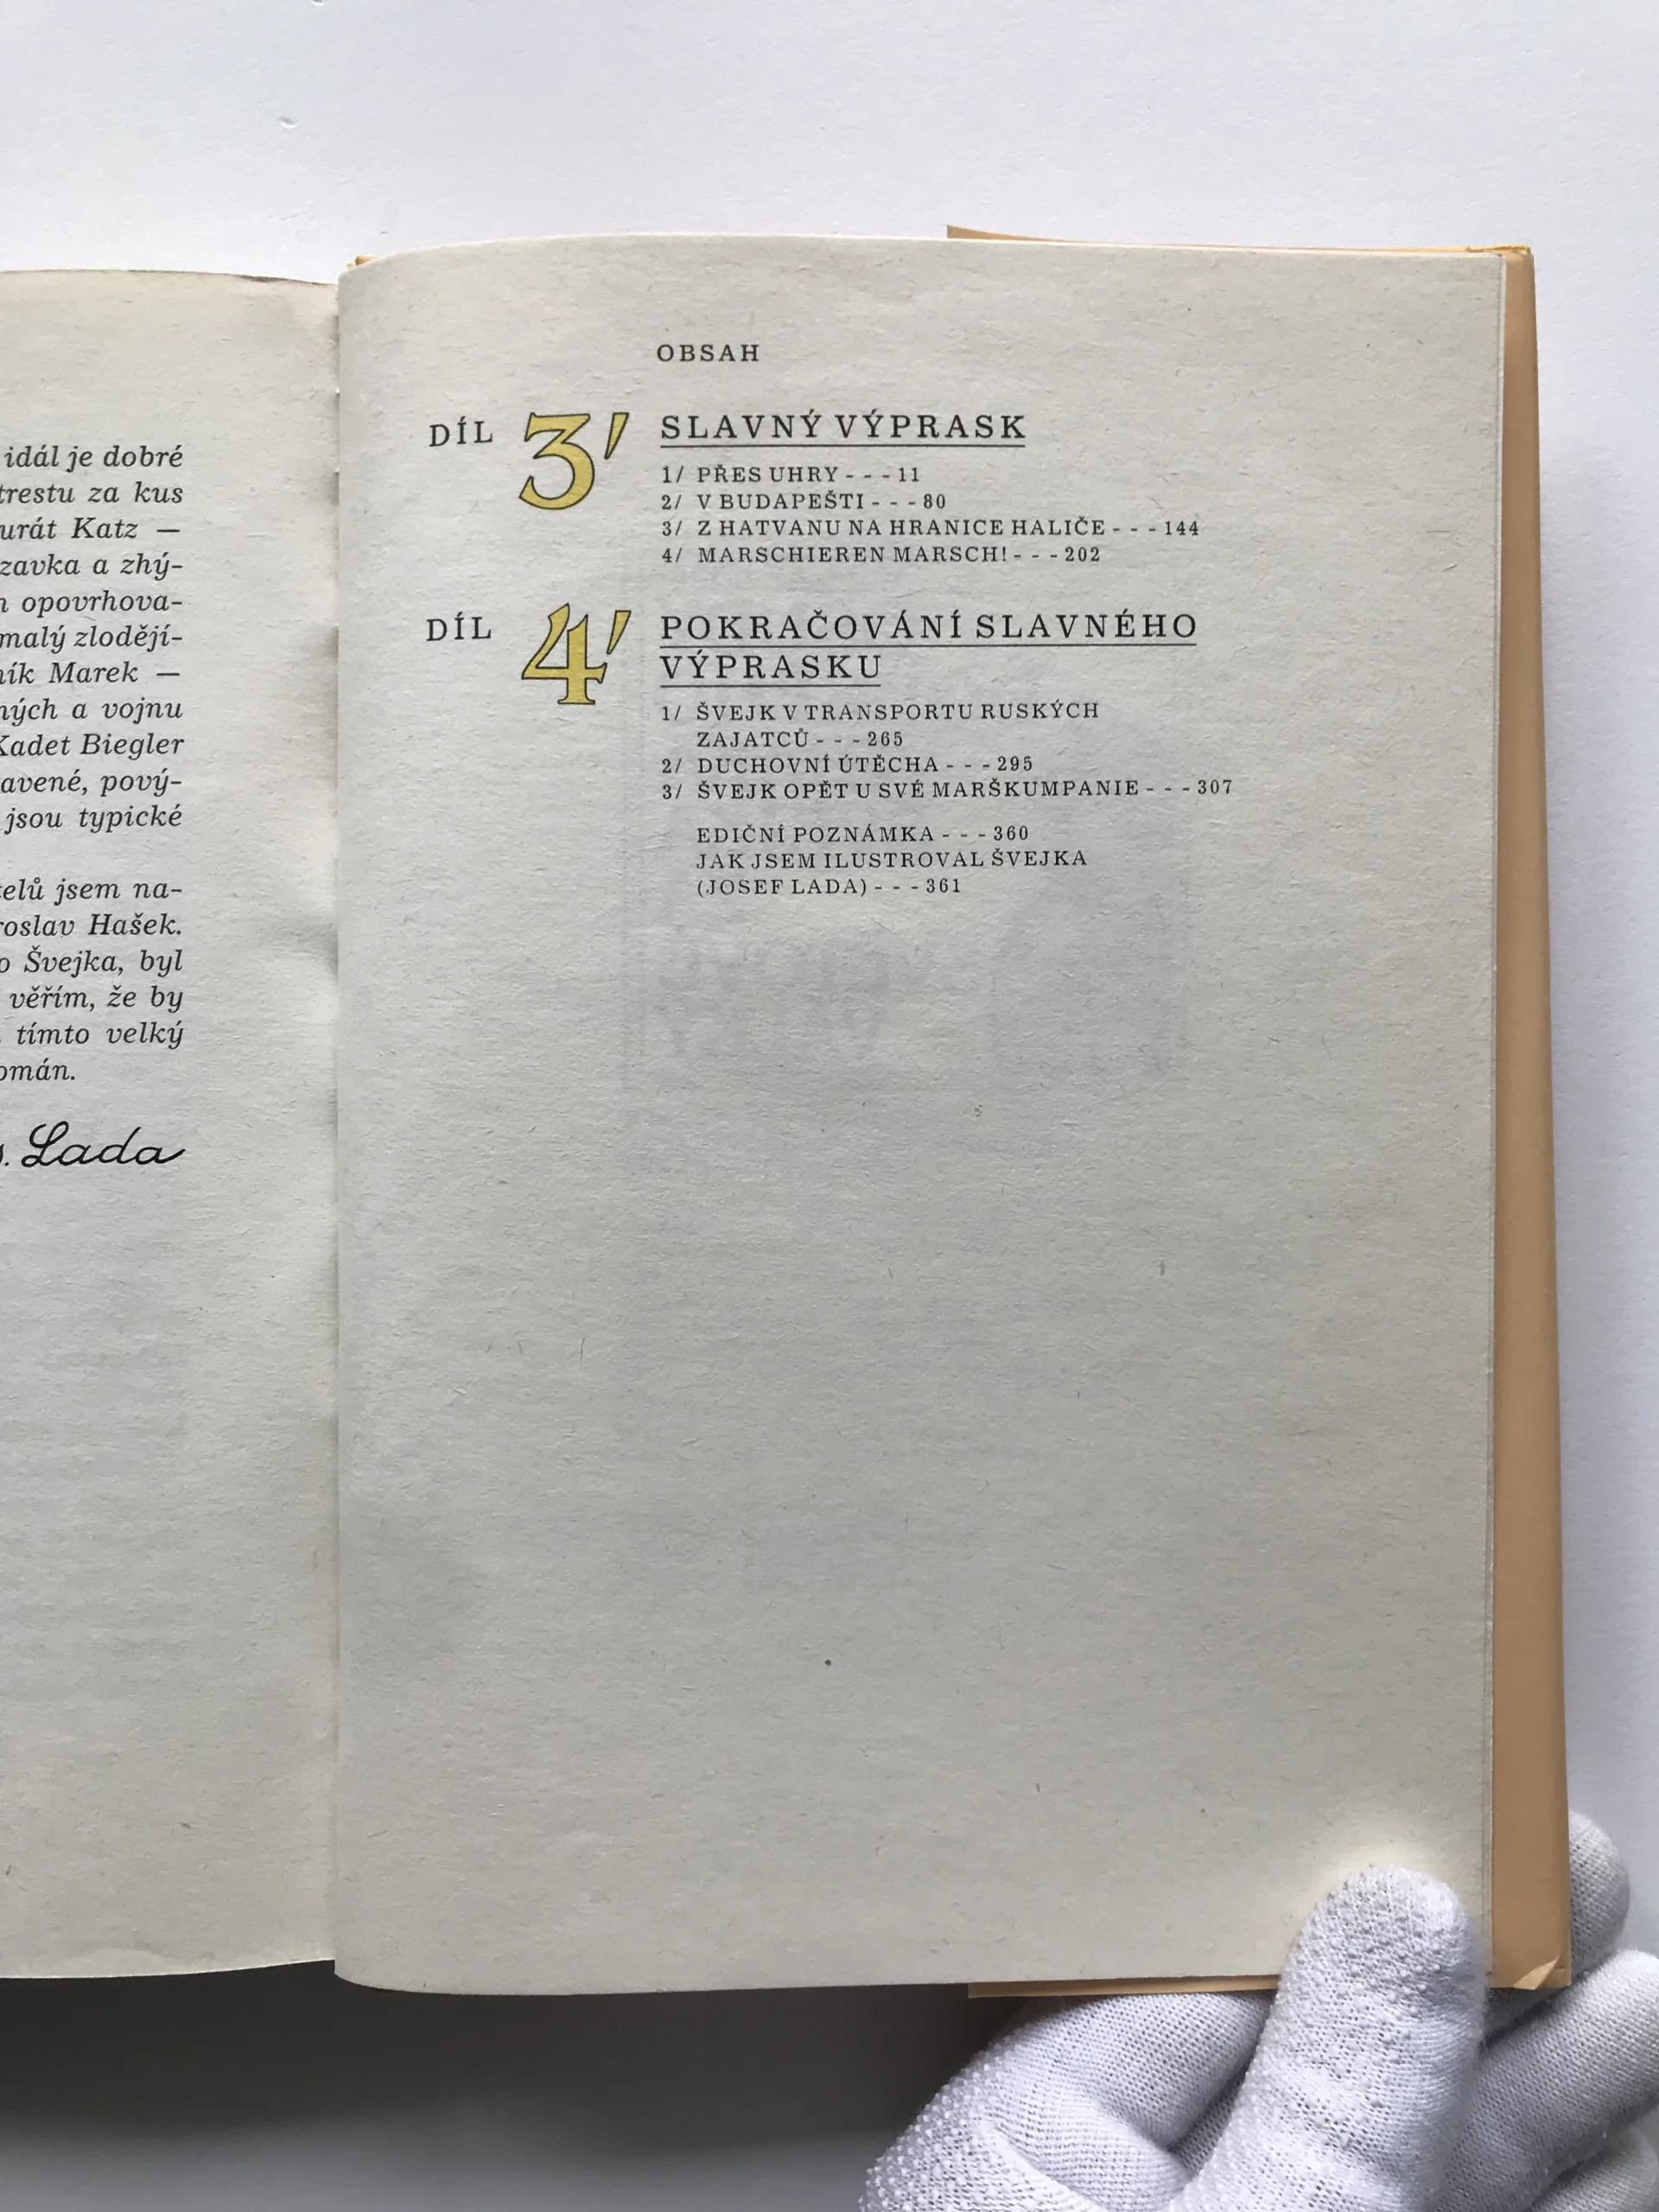 idál je dobré
trestu za kus
urát Katz —
zavka a zhý-
opovrhova-
malý zlodějí-
ník Marek —
ných a vojnu
Kadet Biegler
avené, pový-
jsou typické
telů jsem na-
roslav Hašek.
o Švejka, byl
věřím, že by
tímto velký
omán.
Lada
OBSAH
DÍL 3' SLAVNÝ VÝPRASK
1/ PŘES UHRY - - - 11
2/ V BUDAPEŠTI - - - 80
3/ Z HATVANU NA HRANICE HALIČE - - - 144
4/ MARSCHIEREN MARSCH! - - - 202
DÍL 4' POKRAČOVÁNÍ SLAVNÉHO
VÝPRASKU
1/ ŠVEJK V TRANSPORTU RUSKÝCH
ZAJATCŮ - - - 265
2/ DUCHOVNÍ ÚTĚCHA - - - 295
3/ ŠVEJK OPĚT U SVÉ MARŠKUMPANIE - - - 307
EDIČNÍ POZNÁMKA - - - 360
JAK JSEM ILUSTROVAL ŠVEJKA
(JOSEF LADA) - - - 361